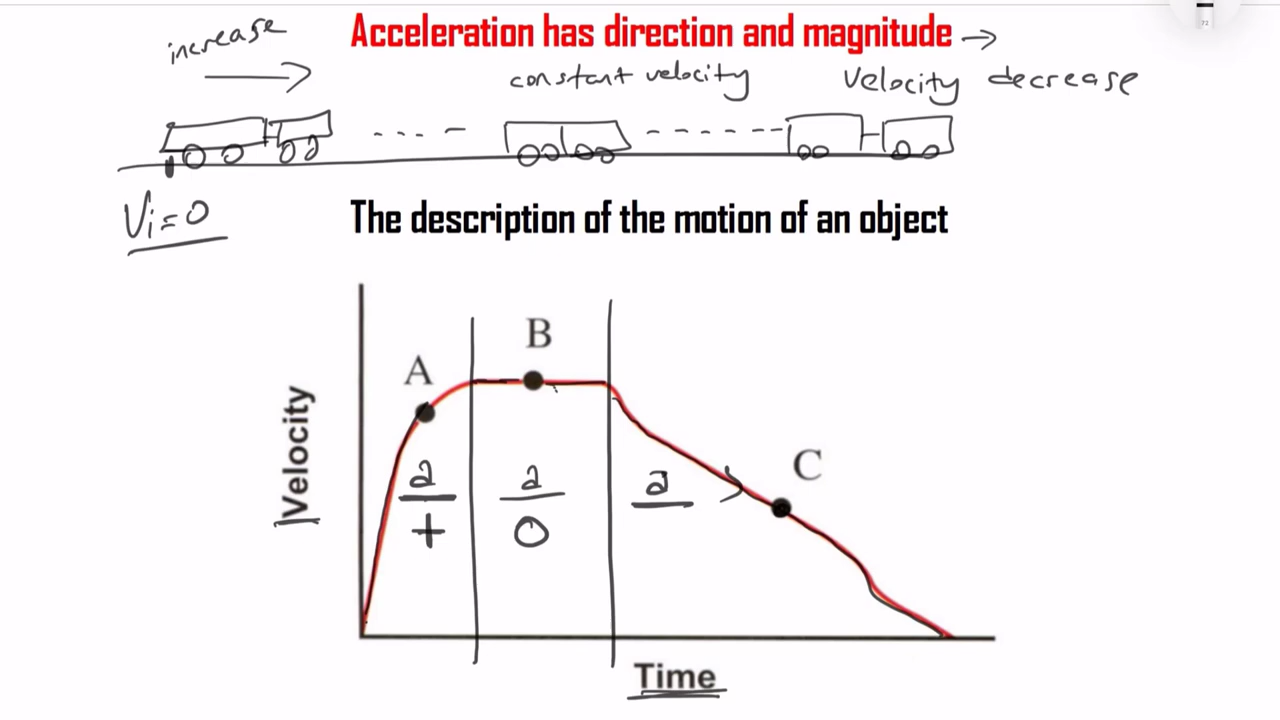 increase
Acceleration has direction and magnitude →
constant velocity
Velocity decrease
Vi=0
The description of the motion of an object
B
A
C
Velocity
a
+
a
0
a
Time
72